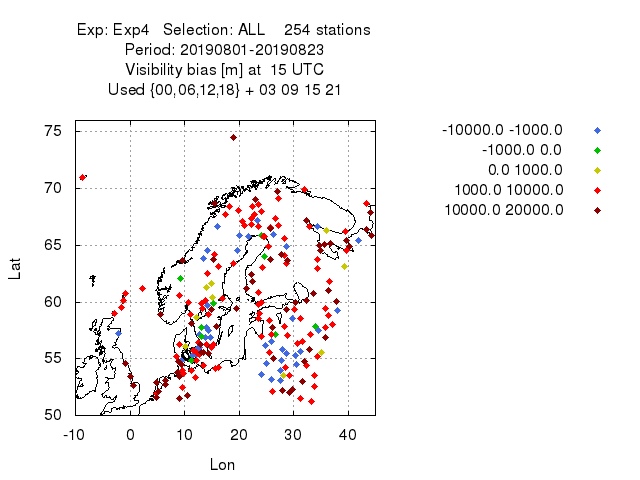 Exp: Exp4 Selection: ALL 254 stations
Period: 20190801-20190823
Visibility bias [m] at 15 UTC
Used {00,06,12,18} + 03 09 15 21
-10000.0 -1000.0
-1000.0 0.0
0.0 1000.0
1000.0 10000.0
10000.0 20000.0
75
70
65
60
55
50
Lat
-10 0 10 20 30 40
Lon